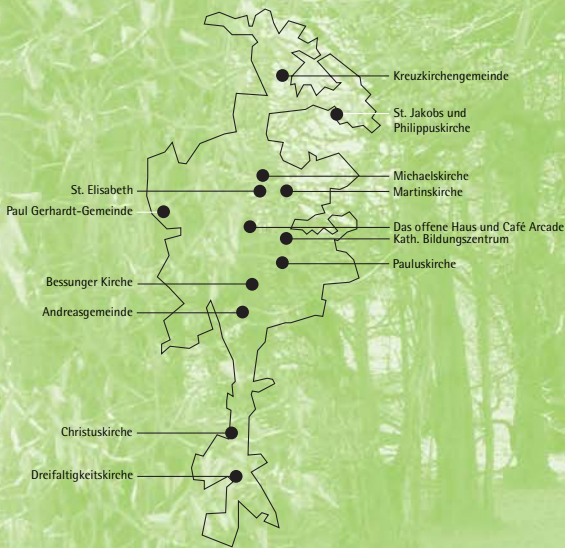 Kreuzkirchengemeinde
St. Jakobs und
Philippuskirche
Michaelskirche
St. Elisabeth
Martinskirche
Paul Gerhardt-Gemeinde
Das offene Haus und Café Arcade
Kath. Bildungszentrum
Pauluskirche
Bessunger Kirche
Andreasgemeinde
Christuskirche
Dreifaltigkeitskirche